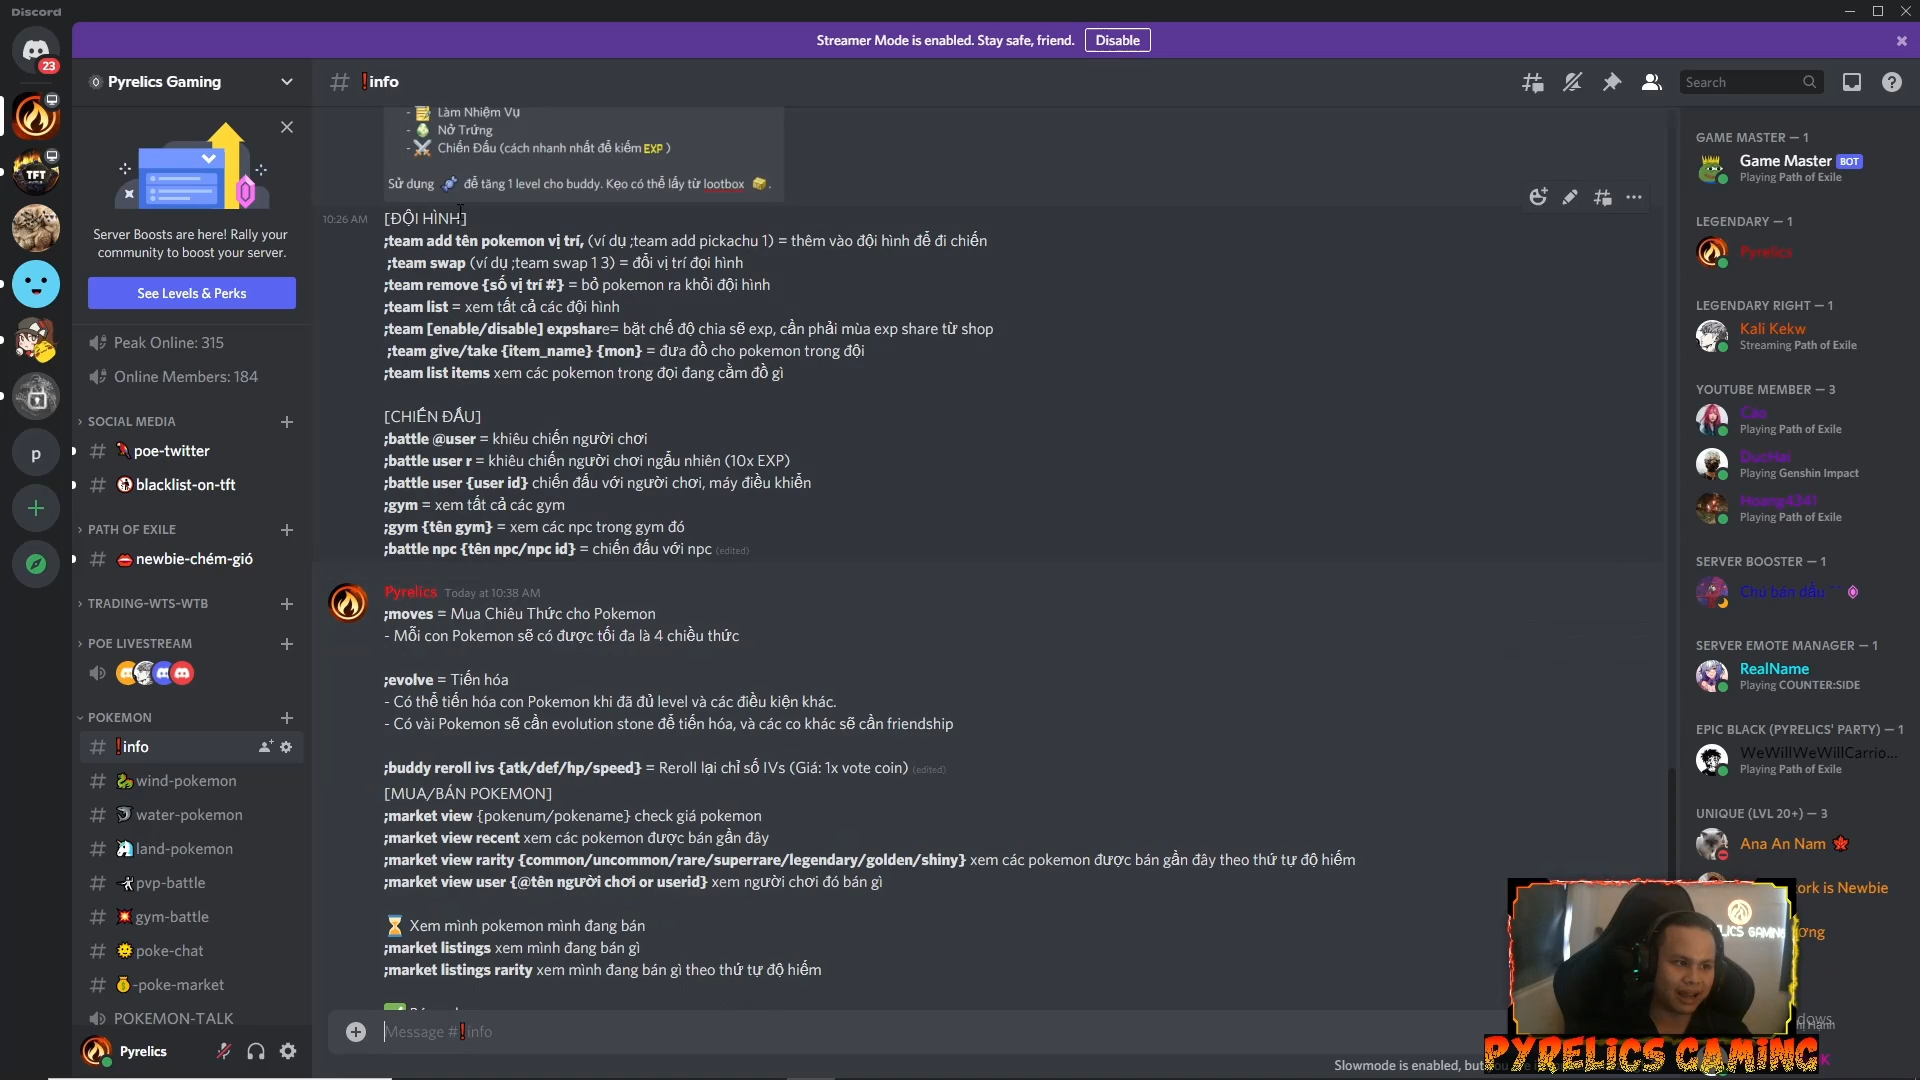 Discord
Streamer Mode is enabled. Stay safe, friend. Disable
23
Pyrelics Gaming
Server Boosts are here! Rally your
community to boost your server.
See Levels & Perks
Peak Online: 315
Online Members: 184
SOCIAL MEDIA
poe-twitter
blacklist-on-tft
PATH OF EXILE
newbie-chém-gió
TRADING-WTS-WTB
POE LIVESTREAM
POKEMON
# ❗info
wind-pokemon
water-pokemon
land-pokemon
pvp-battle
gym-battle
poke-chat
-poke-market
POKEMON-TALK
Pyrelics
TFT
p
# ❗info
Search
- Làm Nhiệm Vụ
- Nở Trứng
- Chiến Đấu (cách nhanh nhất để kiếm EXP )
Sử dụng để tăng 1 level cho buddy. Kẹo có thể lấy từ lootbox .
10:26 AM [ĐỘI HÌNH]
;team add tên pokemon vị trí, (ví dụ ;team add pickachu 1) = thêm vào đội hình để đi chiến
;team swap (ví dụ ;team swap 1 3) = đổi vị trí đọi hình
;team remove {số vị trí #} = bỏ pokemon ra khỏi đội hình
;team list = xem tất cả các đội hình
;team [enable/disable] expshare= bặt chế độ chia sẽ exp, cần phải mùa exp share từ shop
;team give/take {item_name} {mon} = đưa đồ cho pokemon trong đội
;team list items xem các pokemon trong đọi đang cằm đồ gì
[CHIẾN ĐẤU]
;battle @user = khiêu chiến người chơi
;battle user r = khiêu chiến người chơi ngẩu nhiên (10x EXP)
;battle user {user id} chiến đấu với người chơi, máy điều khiển
;gym = xem tất cả các gym
;gym {tên gym} = xem các npc trong gym đó
;battle npc {tên npc/npc id} = chiến đấu với npc (edited)
Pyrelics Today at 10:38 AM
;moves = Mua Chiêu Thức cho Pokemon
- Mỗi con Pokemon sẽ có được tối đa là 4 chiều thức
;evolve = Tiến hóa
- Có thể tiến hóa con Pokemon khi đã đủ level và các điều kiện khác.
- Có vài Pokemon sẽ cần evolution stone để tiến hóa, và các co khác sẽ cần friendship
;buddy reroll ivs {atk/def/hp/speed} = Reroll lại chỉ số IVs (Giá: 1x vote coin) (edited)
[MUA/BÁN POKEMON]
;market view {pokenum/pokename} check giá pokemon
;market view recent xem các pokemon được bán gần đây
;market view rarity {common/uncommon/rare/superrare/legendary/golden/shiny} xem các pokemon được bán gần đây theo thứ tự độ hiếm
;market view user {@tên người chơi or userid} xem người chơi đó bán gì
Xem mình pokemon mình đang bán
;market listings xem mình đang bán gì
;market listings rarity xem mình đang bán gì theo thứ tự độ hiếm
Message #❗info
Slowmode is enabled, but
GAME MASTER — 1
Game Master BOT
Playing Path of Exile
LEGENDARY — 1
Pyrelics
LEGENDARY RIGHT — 1
Kali Kekw
Streaming Path of Exile
YOUTUBE MEMBER — 3
Cao
Playing Path of Exile
DucHai
Playing Genshin Impact
Hoang4341
Playing Path of Exile
SERVER BOOSTER — 1
Chú bán dầu
SERVER EMOTE MANAGER — 1
RealName
Playing COUNTER:SIDE
EPIC BLACK (PYRELICS' PARTY) — 1
WeWillWeWillCarrio...
Playing Path of Exile
UNIQUE (LVL 20+) — 3
Ana An Nam
ork is Newbie
PYRELICS GAMING